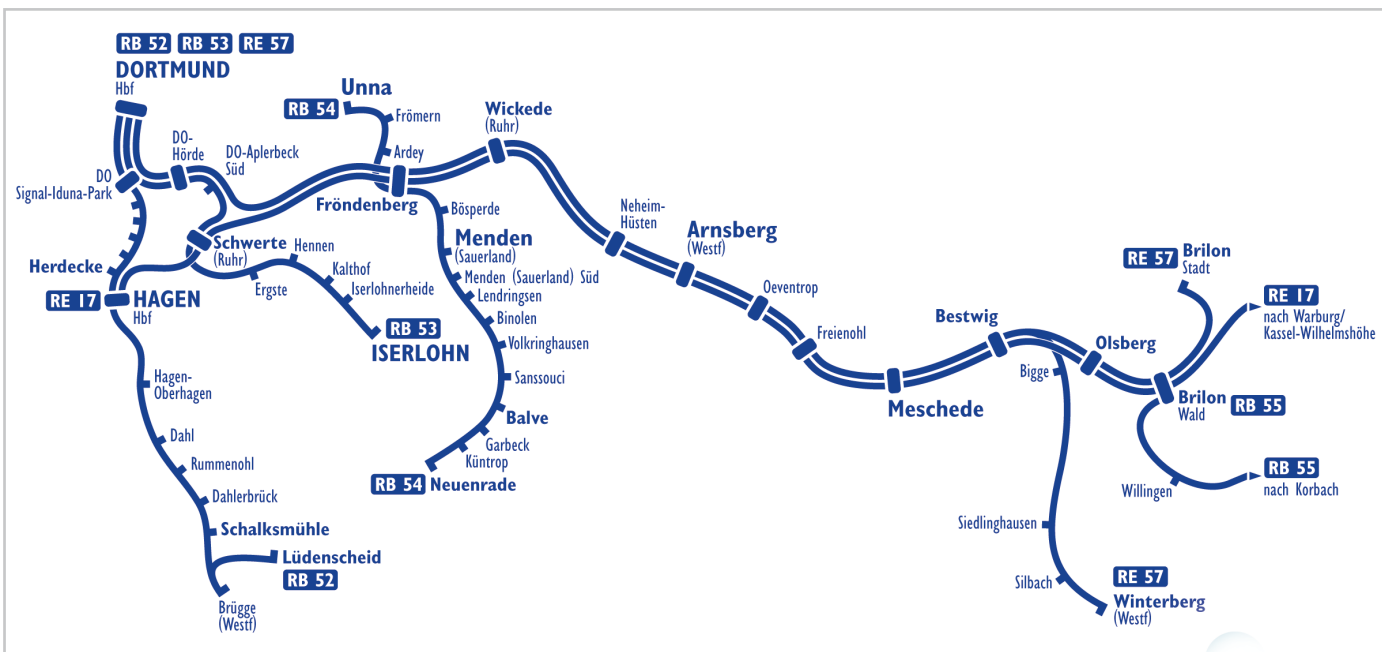 RB 52 RB 53 RE 57
DORTMUND
Hbf
DO
Signal-Iduna-Park
DO-
Hörde
DO-Aplerbeck
Süd
Herdecke
RE 17
HAGEN
Hbf
Schwerte
(Ruhr)
Ergste
Hennen
Kalthof
Iserlohnerheide
RB 53
ISERLOHN
Hagen-
Oberhagen
Dahl
Rummenohl
Dahlerbrück
Schalksmühle
Lüdenscheid
RB 52
Brügge
(Westf)
Unna
RB 54
Frömern
Ardey
Fröndenberg
Bösperde
Menden
(Sauerland)
Menden (Sauerland) Süd
Lendringsen
Binolen
Volkringhausen
Sanssouci
Balve
Garbeck
Küntrop
RB 54 Neuenrade
Wickede
(Ruhr)
Neheim-
Hüsten
Arnsberg
(Westf)
Oeventrop
Freienohl
Meschede
Bestwig
Bigge
Siedlinghausen
Silbach
RE 57
Winterberg
(Westf)
Olsberg
Brilon
Wald
RB 55
RE 57
Brilon
Stadt
RE 17
nach Warburg/
Kassel-Wilhelmshöhe
Willingen
RB 55
nach Korbach